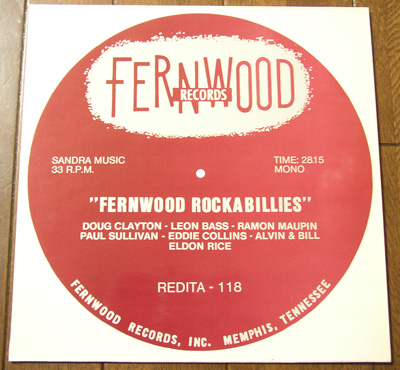 FERNWOOD
RECORDS
SANDRA MUSIC
33 R.P.M.
TIME: 28.15
MONO
"FERNWOOD ROCKABILLIES"
DOUG CLAYTON - LEON BASS - RAMON MAUPIN
PAUL SULLIVAN - EDDIE COLLINS - ALVIN & BILL
ELDON RICE
REDITA - 118
FERNWOOD RECORDS, INC. MEMPHIS, TENNESSEE